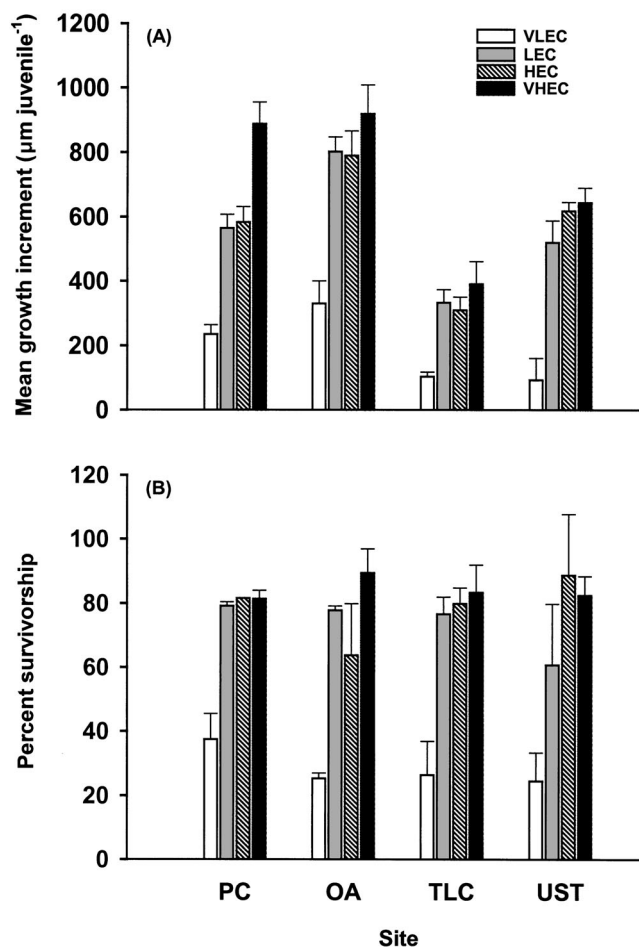 (A)
VLEC
LEC
HEC
VHEC
Mean growth increment (µm juvenile⁻¹)
1200
1000
800
600
400
200
0
(B)
Percent survivorship
120
100
80
60
40
20
0
PC OA TLC UST
Site